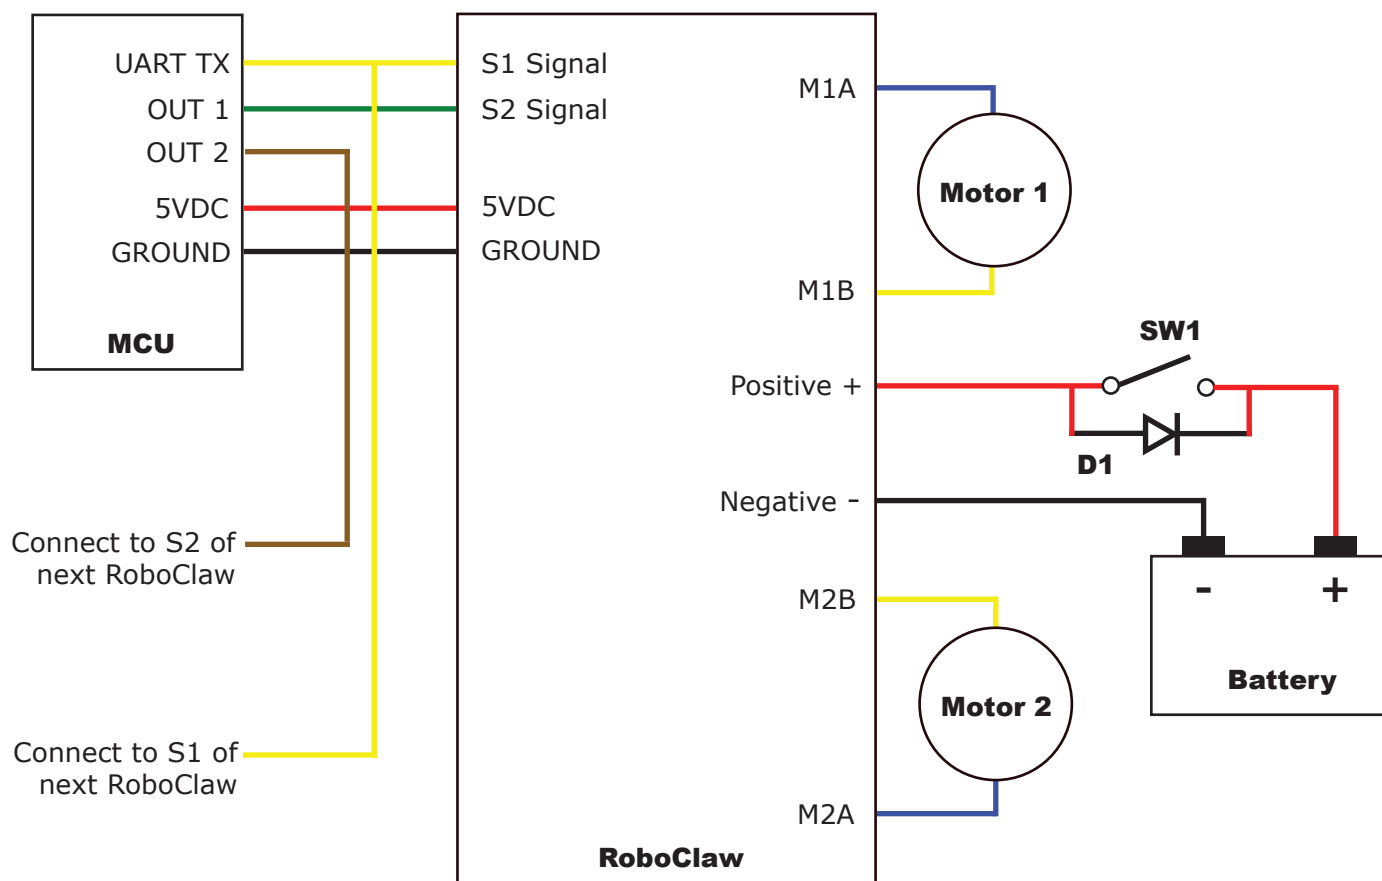 UART TX
OUT 1
OUT 2
5VDC
GROUND
MCU
Connect to S2 of
next RoboClaw
Connect to S1 of
next RoboClaw
S1 Signal
S2 Signal
5VDC
GROUND
M1A
M1B
Positive +
Negative -
M2B
M2A
RoboClaw
Motor 1
SW1
D1
- +
Battery
Motor 2